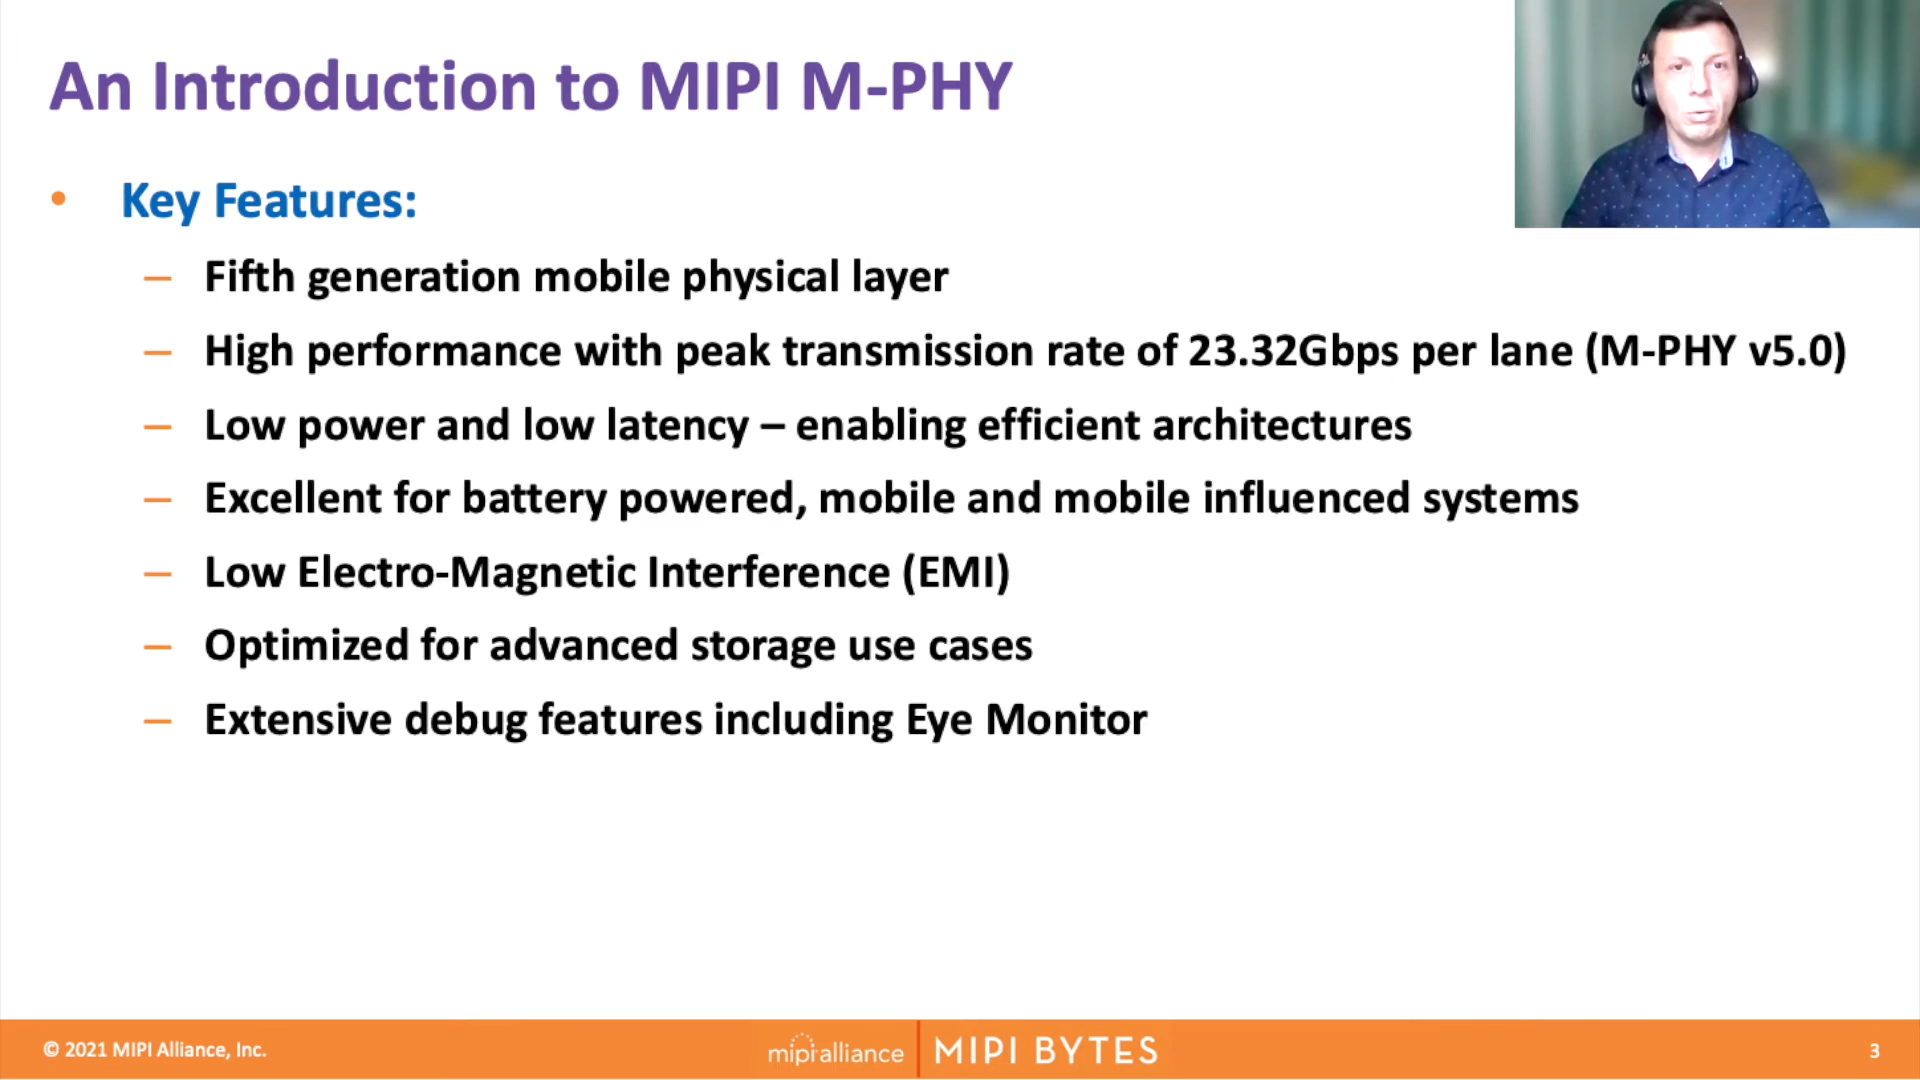 An Introduction to MIPI M-PHY
• Key Features:
– Fifth generation mobile physical layer
– High performance with peak transmission rate of 23.32Gbps per lane (M-PHY v5.0)
– Low power and low latency – enabling efficient architectures
– Excellent for battery powered, mobile and mobile influenced systems
– Low Electro-Magnetic Interference (EMI)
– Optimized for advanced storage use cases
– Extensive debug features including Eye Monitor
© 2021 MIPI Alliance, Inc.
mipi alliance | MIPI BYTES
3